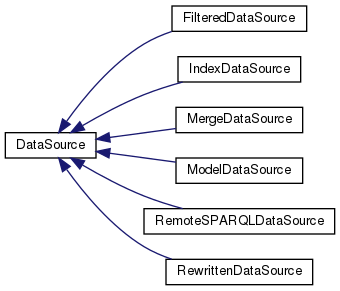 FilteredDataSource
IndexDataSource
MergeDataSource
DataSource
ModelDataSource
RemoteSPARQLDataSource
RewrittenDataSource